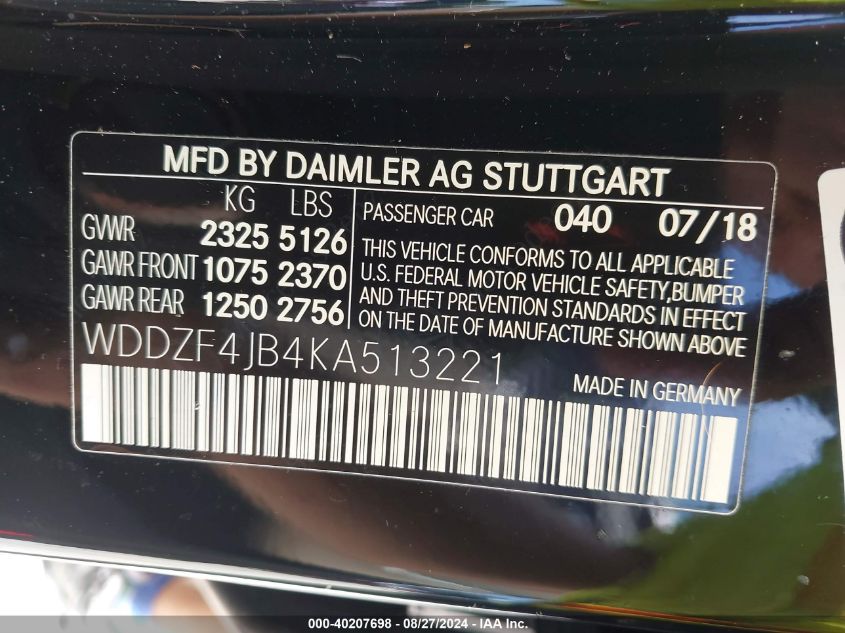 MFD BY DAIMLER AG STUTTGART
KG LBS
GVWR 2325 5126
GAWR FRONT 1075 2370
GAWR REAR 1250 2756
PASSENGER CAR 040 07/18
THIS VEHICLE CONFORMS TO ALL APPLICABLE
U.S. FEDERAL MOTOR VEHICLE SAFETY,BUMPER
AND THEFT PREVENTION STANDARDS IN EFFECT
ON THE DATE OF MANUFACTURE SHOWN ABOVE
WDDZF4JB4KA513221
MADE IN GERMANY
000-40207698 - 08/27/2024 - IAA Inc.